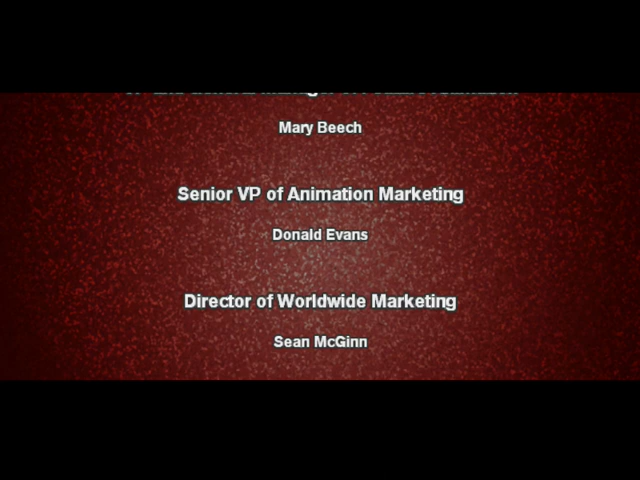 Mary Beech
Senior VP of Animation Marketing
Donald Evans
Director of Worldwide Marketing
Sean McGinn